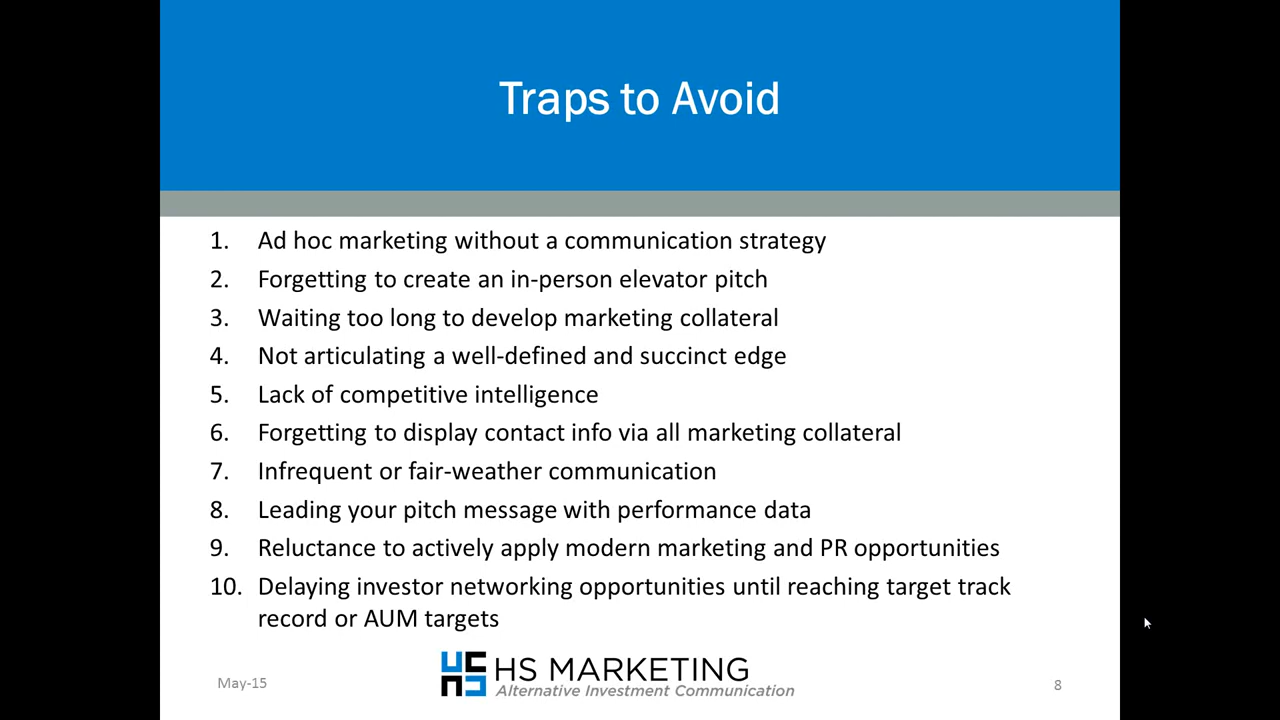 Traps to Avoid
1. Ad hoc marketing without a communication strategy
2. Forgetting to create an in-person elevator pitch
3. Waiting too long to develop marketing collateral
4. Not articulating a well-defined and succinct edge
5. Lack of competitive intelligence
6. Forgetting to display contact info via all marketing collateral
7. Infrequent or fair-weather communication
8. Leading your pitch message with performance data
9. Reluctance to actively apply modern marketing and PR opportunities
10. Delaying investor networking opportunities until reaching target track
record or AUM targets
May-15
HS MARKETING
Alternative Investment Communication
8